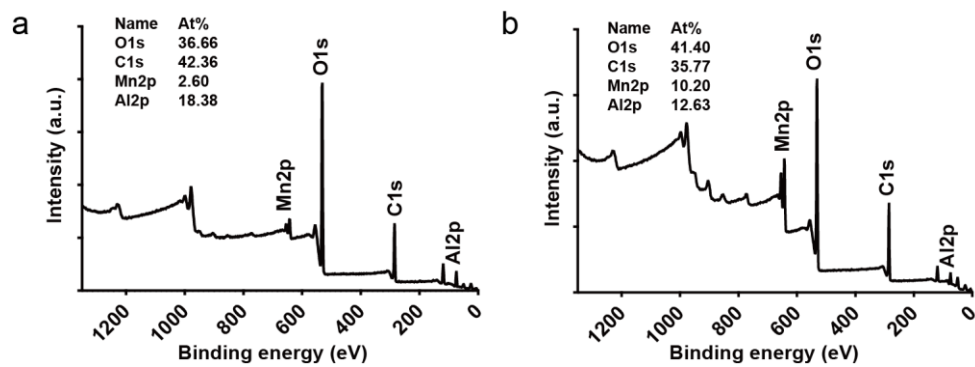 a
Name At%
O1s 36.66
C1s 42.36
Mn2p 2.60
Al2p 18.38
O1s
Mn2p
C1s
Al2p
Intensity (a.u.)
1200 1000 800 600 400 200 0
Binding energy (eV)
b
Name At%
O1s 41.40
C1s 35.77
Mn2p 10.20
Al2p 12.63
O1s
Mn2p
C1s
Al2p
Intensity (a.u.)
1200 1000 800 600 400 200 0
Binding energy (eV)